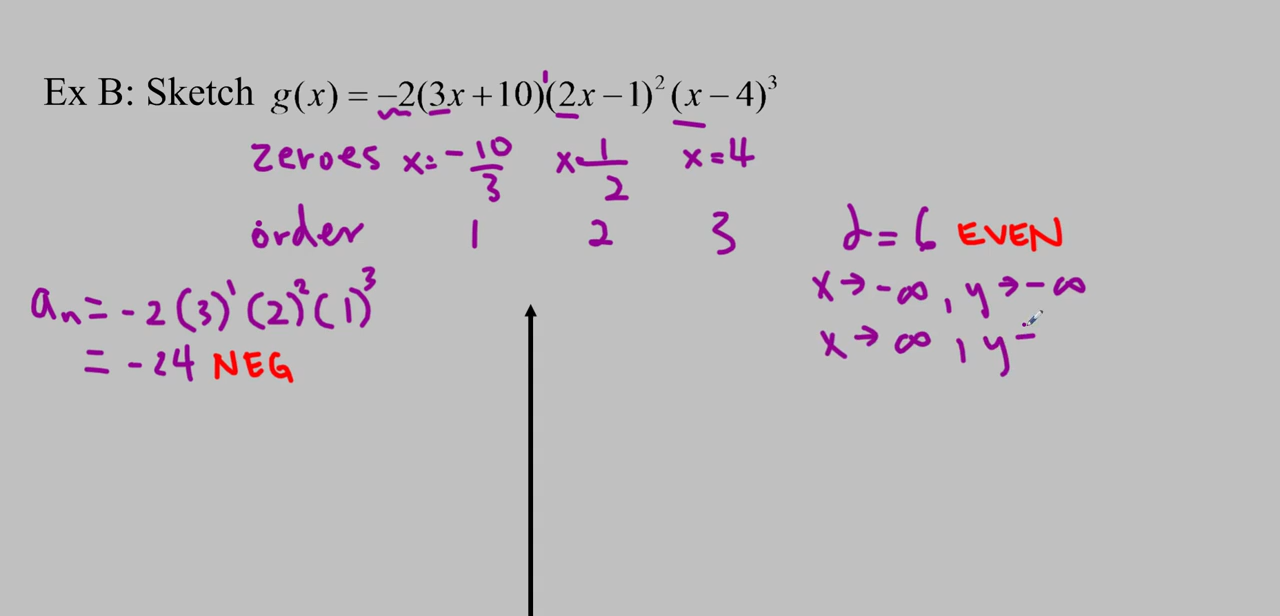 Ex B: Sketch g(x) = −2(3x + 10)¹(2x − 1)² (x − 4)³
zeroes x = -10/3 x = 1/2 x = 4
order 1 2 3
d = 6 EVEN
x → -∞, y → -∞
x → ∞, y -
aₙ = -2(3)¹(2)²(1)³
= -24 NEG